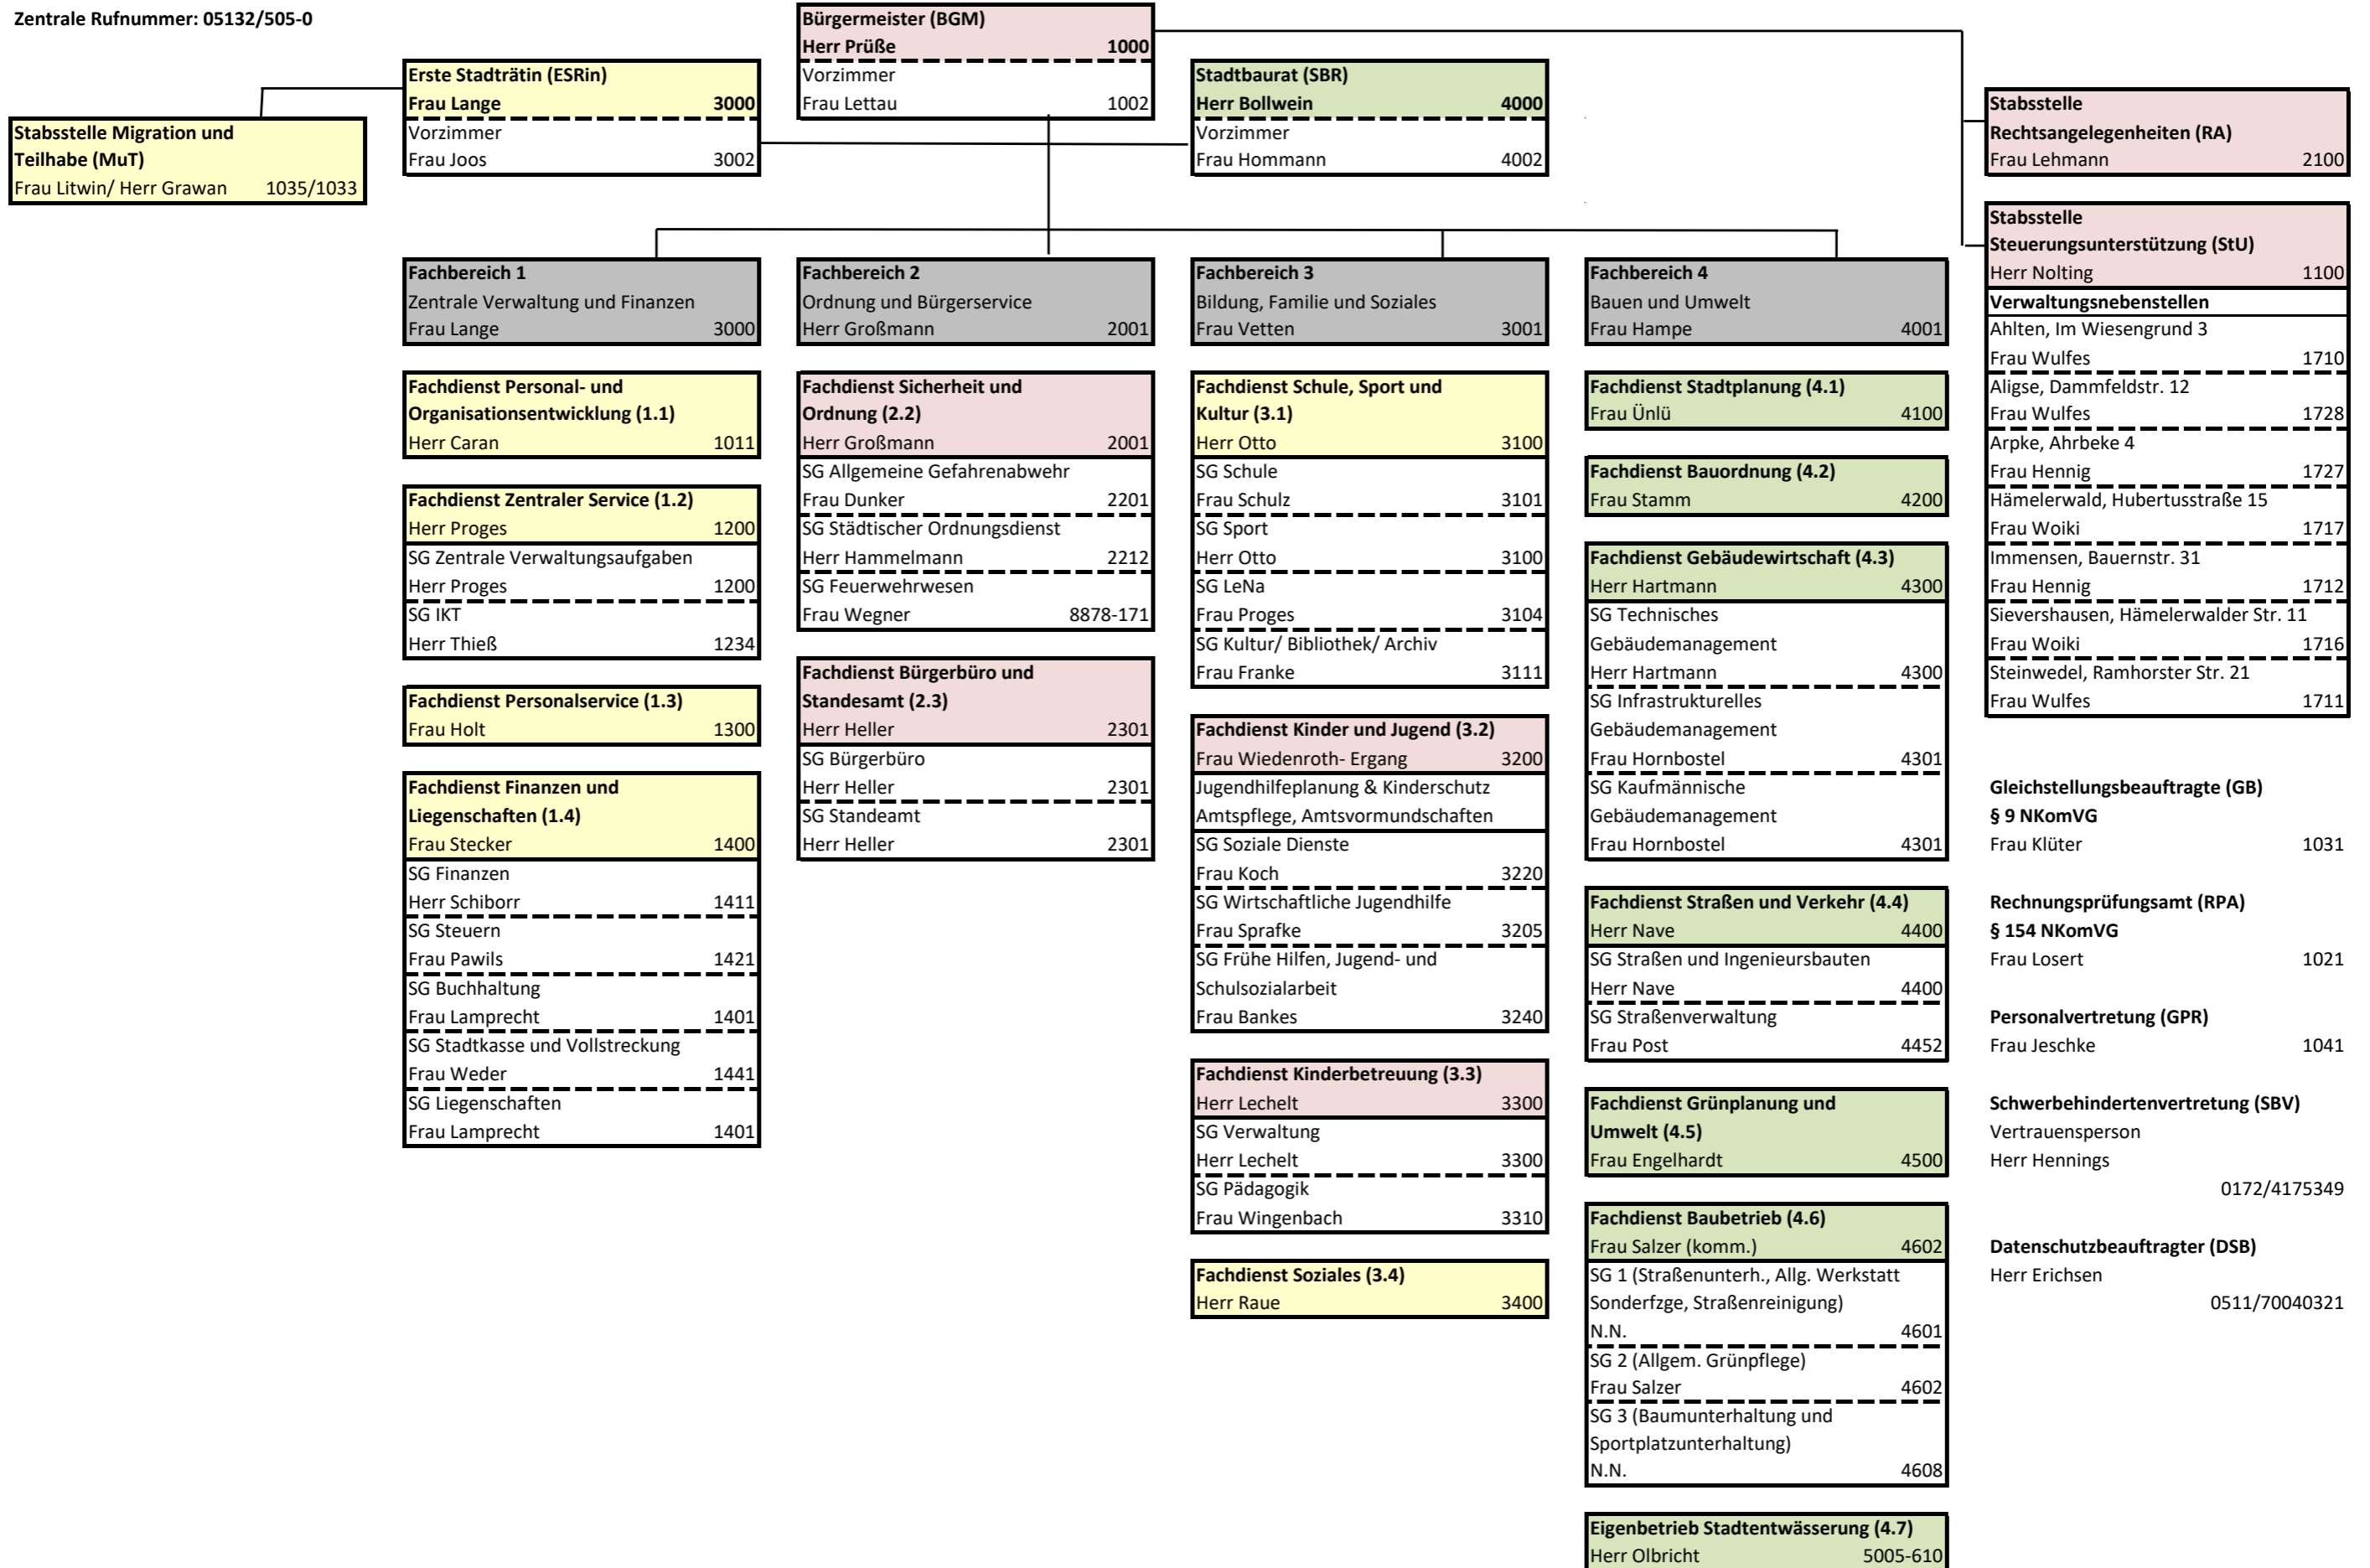 Zentrale Rufnummer: 05132/505-0
Bürgermeister (BGM)
Herr Prüße 1000
Vorzimmer
Frau Lettau 1002
Erste Stadträtin (ESRin)
Frau Lange 3000
Vorzimmer
Frau Joos 3002
Stadtbaurat (SBR)
Herr Bollwein 4000
Vorzimmer
Frau Hommann 4002
Stabsstelle Migration und
Teilhabe (MuT)
Frau Litwin/ Herr Grawan 1035/1033
Stabsstelle
Rechtsangelegenheiten (RA)
Frau Lehmann 2100
Stabsstelle
Steuerungsunterstützung (StU)
Herr Nolting 1100
Verwaltungsnebenstellen
Ahlten, Im Wiesengrund 3
Frau Wulfes 1710
Aligse, Dammfeldstr. 12
Frau Wulfes 1728
Arpke, Ahrbeke 4
Frau Hennig 1727
Hämelerwald, Hubertusstraße 15
Frau Woiki 1717
Immensen, Bauernstr. 31
Frau Hennig 1712
Sievershausen, Hämelerwalder Str. 11
Frau Woiki 1716
Steinwedel, Ramhorster Str. 21
Frau Wulfes 1711
Fachbereich 1
Zentrale Verwaltung und Finanzen
Frau Lange 3000
Fachdienst Personal- und
Organisationsentwicklung (1.1)
Herr Caran 1011
Fachdienst Zentraler Service (1.2)
Herr Proges 1200
SG Zentrale Verwaltungsaufgaben
Herr Proges 1200
SG IKT
Herr Thieß 1234
Fachdienst Personalservice (1.3)
Frau Holt 1300
Fachdienst Finanzen und
Liegenschaften (1.4)
Frau Stecker 1400
SG Finanzen
Herr Schiborr 1411
SG Steuern
Frau Pawils 1421
SG Buchhaltung
Frau Lamprecht 1401
SG Stadtkasse und Vollstreckung
Frau Weder 1441
SG Liegenschaften
Frau Lamprecht 1401
Fachbereich 2
Ordnung und Bürgerservice
Herr Großmann 2001
Fachdienst Sicherheit und
Ordnung (2.2)
Herr Großmann 2001
SG Allgemeine Gefahrenabwehr
Frau Dunker 2201
SG Städtischer Ordnungsdienst
Herr Hammelmann 2212
SG Feuerwehrwesen
Frau Wegner 8878-171
Fachdienst Bürgerbüro und
Standesamt (2.3)
Herr Heller 2301
SG Bürgerbüro
Herr Heller 2301
SG Standeamt
Herr Heller 2301
Fachbereich 3
Bildung, Familie und Soziales
Frau Vetten 3001
Fachdienst Schule, Sport und
Kultur (3.1)
Herr Otto 3100
SG Schule
Frau Schulz 3101
SG Sport
Herr Otto 3100
SG LeNa
Frau Proges 3104
SG Kultur/ Bibliothek/ Archiv
Frau Franke 3111
Fachdienst Kinder und Jugend (3.2)
Frau Wiedenroth- Ergang 3200
Jugendhilfeplanung & Kinderschutz
Amtspflege, Amtsvormundschaften
SG Soziale Dienste
Frau Koch 3220
SG Wirtschaftliche Jugendhilfe
Frau Sprafke 3205
SG Frühe Hilfen, Jugend- und
Schulsozialarbeit
Frau Bankes 3240
Fachdienst Kinderbetreuung (3.3)
Herr Lechelt 3300
SG Verwaltung
Herr Lechelt 3300
SG Pädagogik
Frau Wingenbach 3310
Fachdienst Soziales (3.4)
Herr Raue 3400
Fachbereich 4
Bauen und Umwelt
Frau Hampe 4001
Fachdienst Stadtplanung (4.1)
Frau Ünlü 4100
Fachdienst Bauordnung (4.2)
Frau Stamm 4200
Fachdienst Gebäudewirtschaft (4.3)
Herr Hartmann 4300
SG Technisches
Gebäudemanagement
Herr Hartmann 4300
SG Infrastrukturelles
Gebäudemanagement
Frau Hornbostel 4301
SG Kaufmännische
Gebäudemanagement
Frau Hornbostel 4301
Fachdienst Straßen und Verkehr (4.4)
Herr Nave 4400
SG Straßen und Ingenieursbauten
Herr Nave 4400
SG Straßenverwaltung
Frau Post 4452
Fachdienst Grünplanung und
Umwelt (4.5)
Frau Engelhardt 4500
Fachdienst Baubetrieb (4.6)
Frau Salzer (komm.) 4602
SG 1 (Straßenunterh., Allg. Werkstatt
Sonderfzge, Straßenreinigung)
N.N. 4601
SG 2 (Allgem. Grünpflege)
Frau Salzer 4602
SG 3 (Baumunterhaltung und
Sportplatzunterhaltung)
N.N. 4608
Eigenbetrieb Stadtentwässerung (4.7)
Herr Olbricht 5005-610
Gleichstellungsbeauftragte (GB)
§ 9 NKomVG
Frau Klüter 1031
Rechnungsprüfungsamt (RPA)
§ 154 NKomVG
Frau Losert 1021
Personalvertretung (GPR)
Frau Jeschke 1041
Schwerbehindertenvertretung (SBV)
Vertrauensperson
Herr Hennings
0172/4175349
Datenschutzbeauftragter (DSB)
Herr Erichsen
0511/70040321